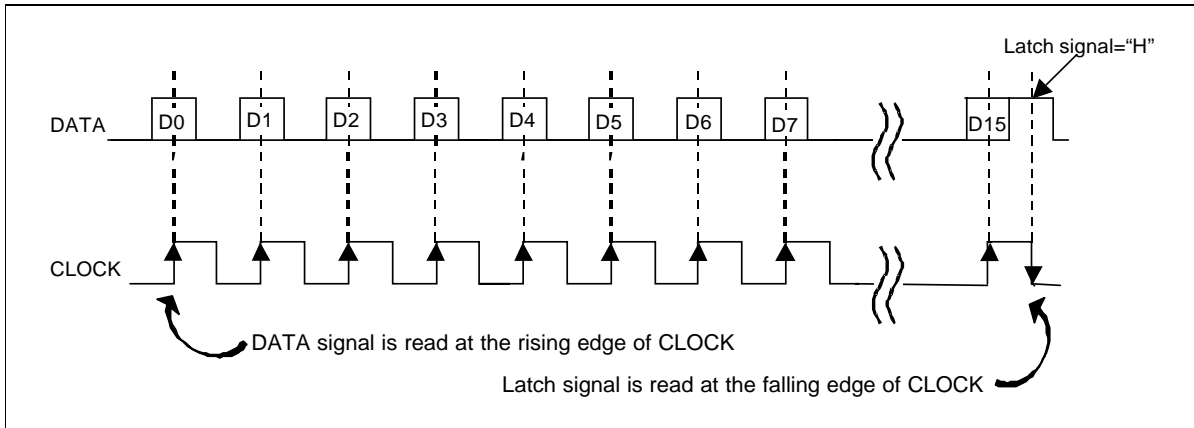 Latch signal="H"
DATA D0 D1 D2 D3 D4 D5 D6 D7 D15
CLOCK
DATA signal is read at the rising edge of CLOCK
Latch signal is read at the falling edge of CLOCK